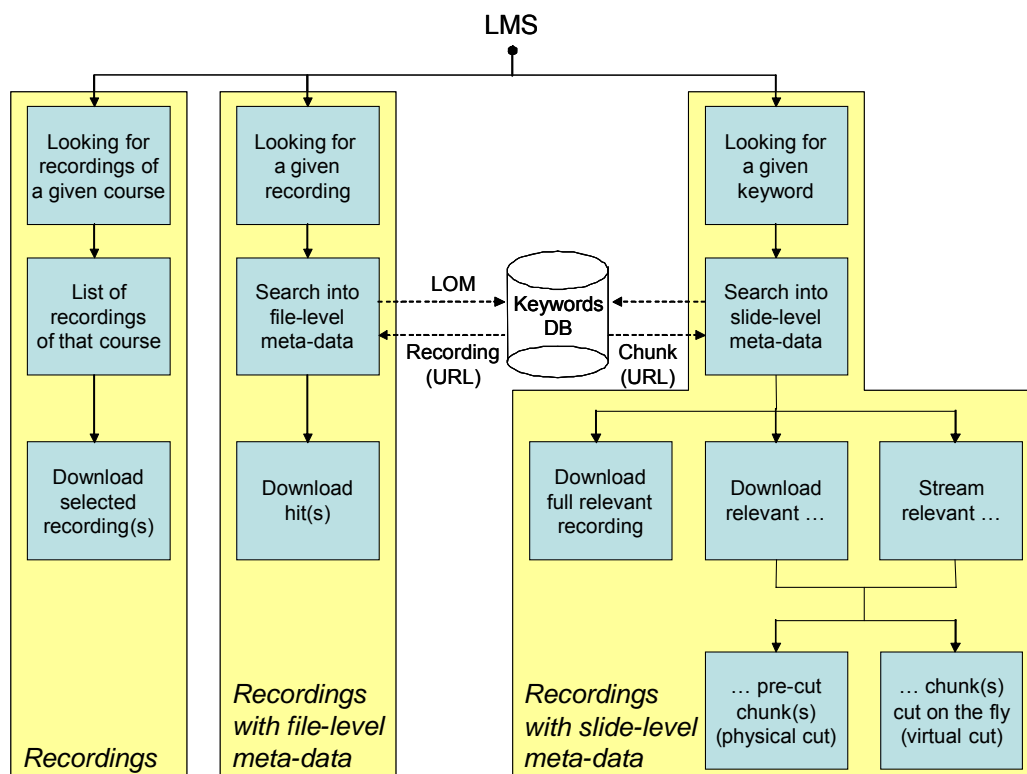 LMS
Looking for
recordings of
a given course
Looking for
a given
recording
Looking for
a given
keyword
List of
recordings
of that course
Search into
file-level
meta-data
LOM
Recording
(URL)
Keywords
DB
Chunk
(URL)
Search into
slide-level
meta-data
Download
selected
recording(s)
Download
hit(s)
Download
full relevant
recording
Download
relevant …
Stream
relevant …
… pre-cut
chunk(s)
(physical cut)
… chunk(s)
cut on the fly
(virtual cut)
Recordings
Recordings
with file-level
meta-data
Recordings
with slide-level
meta-data